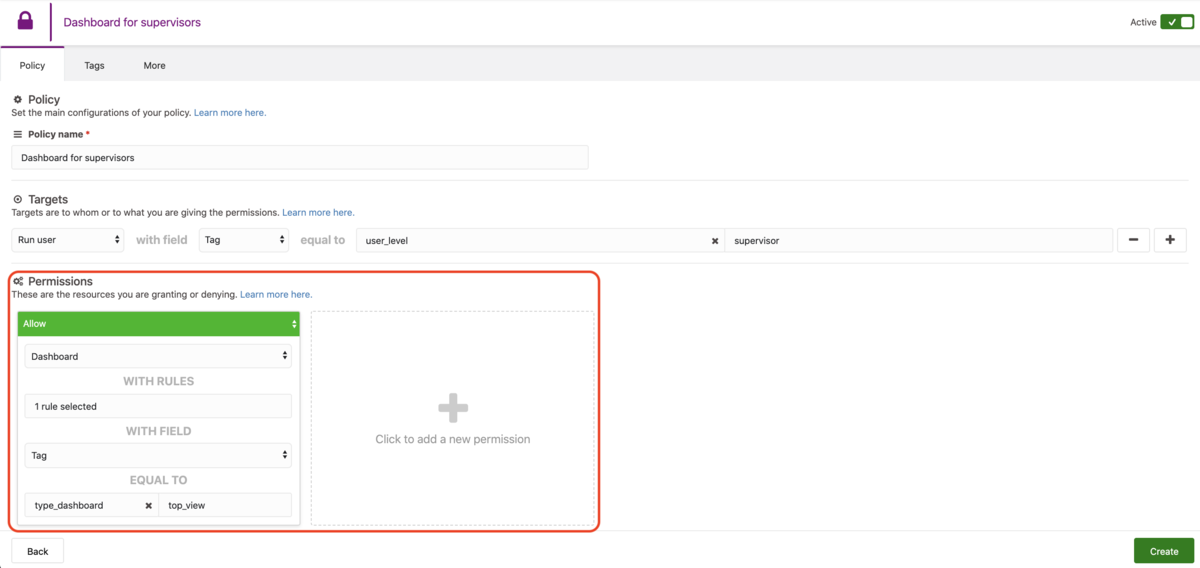 Dashboard for supervisors
Active
Policy Tags More
Policy
Set the main configurations of your policy. Learn more here.
Policy name *
Dashboard for supervisors
Targets
Targets are to whom or to what you are giving the permissions. Learn more here.
Run user with field Tag equal to user_level supervisor
Permissions
These are the resources you are granting or denying. Learn more here.
Allow
Dashboard
WITH RULES
1 rule selected
WITH FIELD
Tag
EQUAL TO
type_dashboard top_view
Click to add a new permission
Back Create